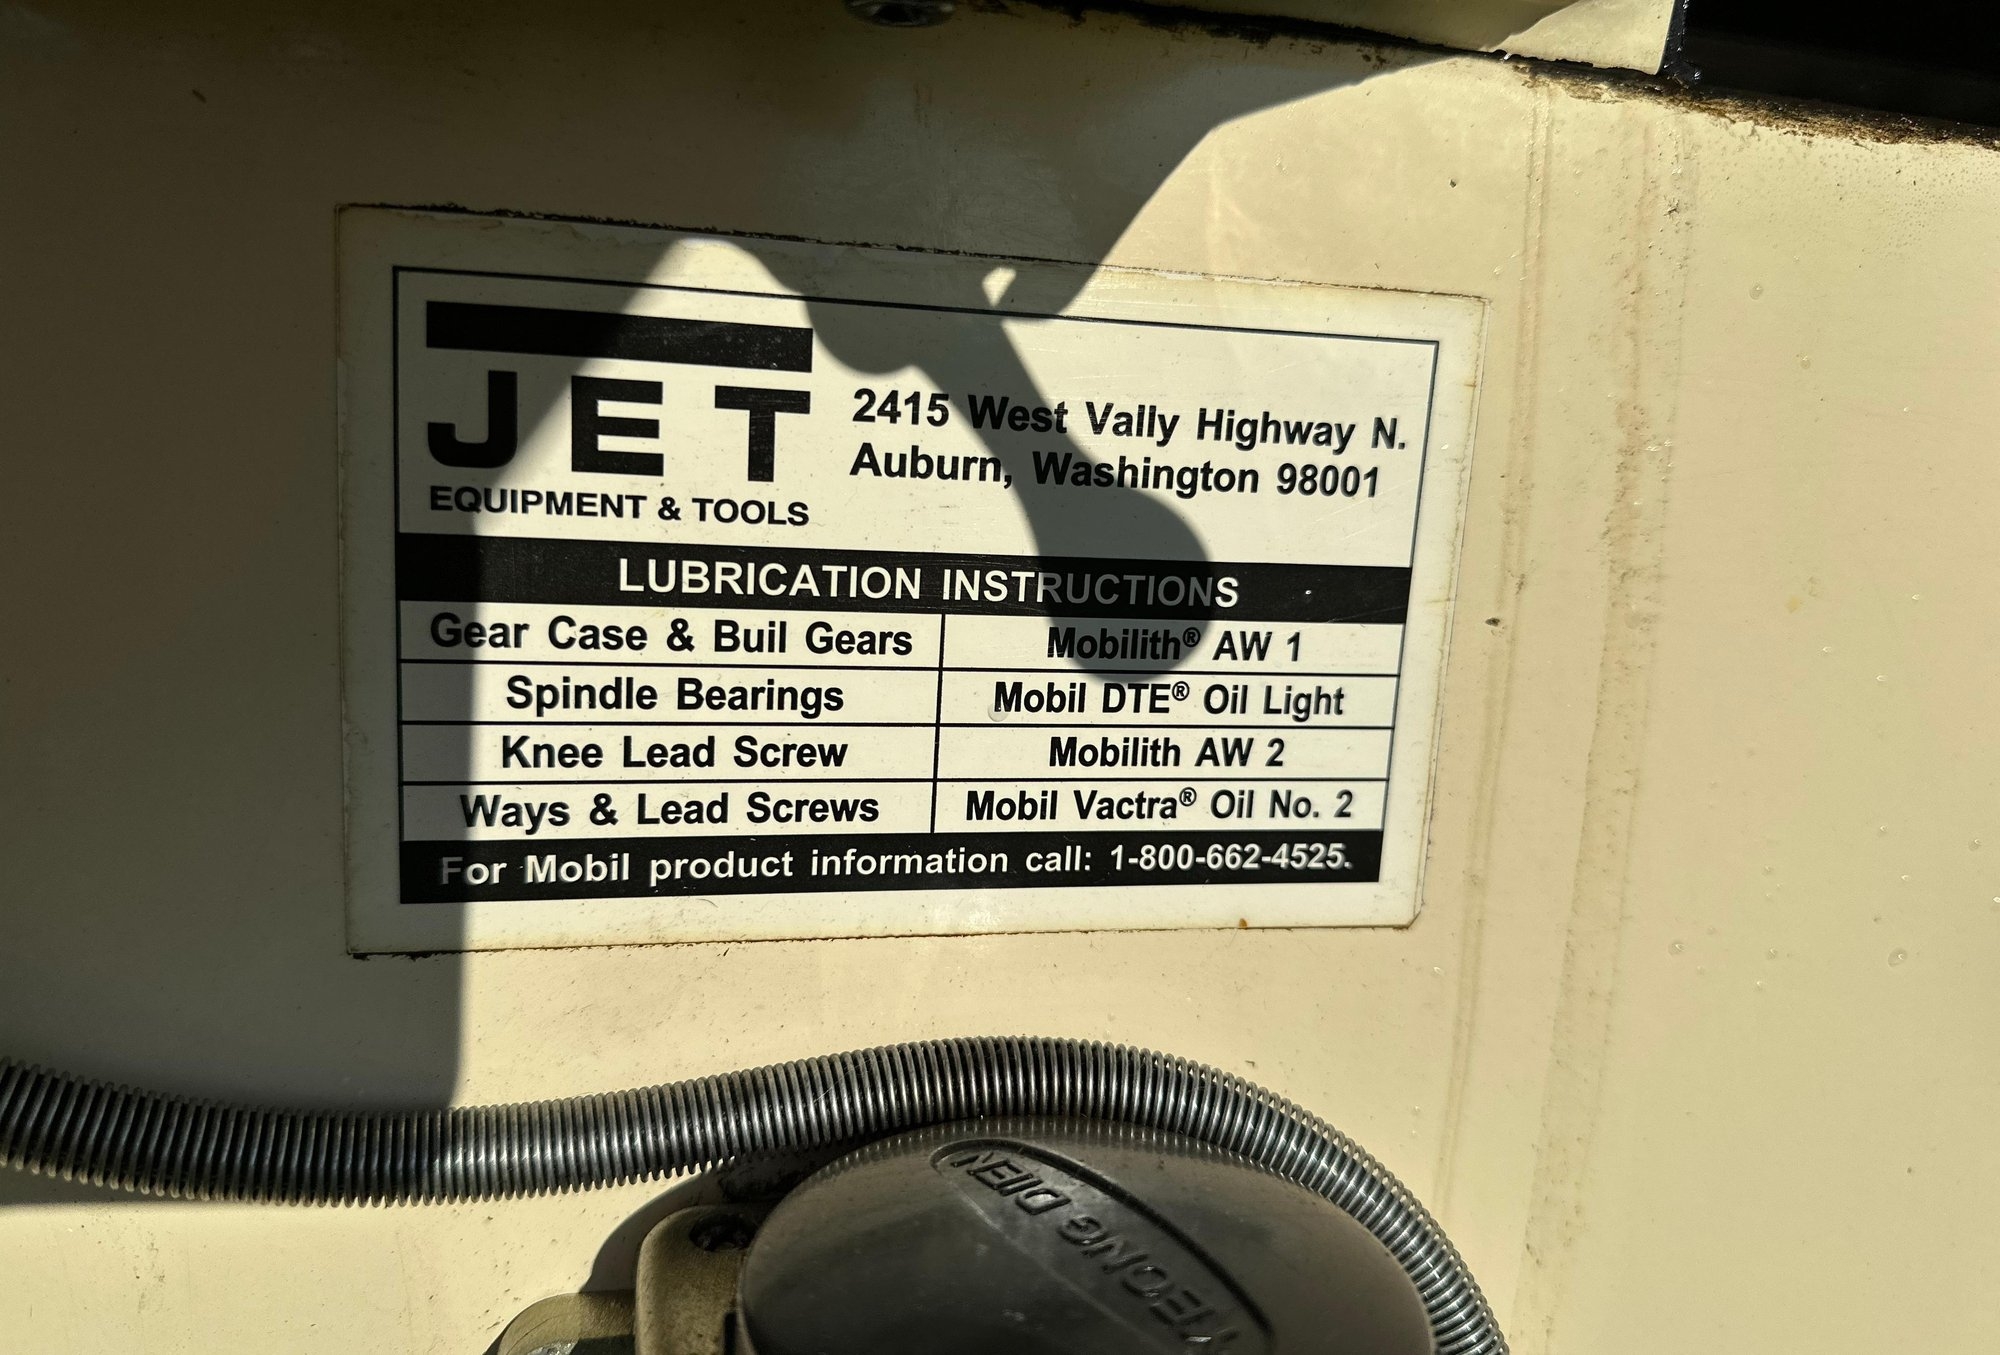 JET
EQUIPMENT & TOOLS
2415 West Vally Highway N.
Auburn, Washington 98001
LUBRICATION INSTRUCTIONS
Gear Case & Buil Gears Mobilith® AW 1
Spindle Bearings Mobil DTE® Oil Light
Knee Lead Screw Mobilith AW 2
Ways & Lead Screws Mobil Vactra® Oil No. 2
For Mobil product information call: 1-800-662-4525.
DIEN